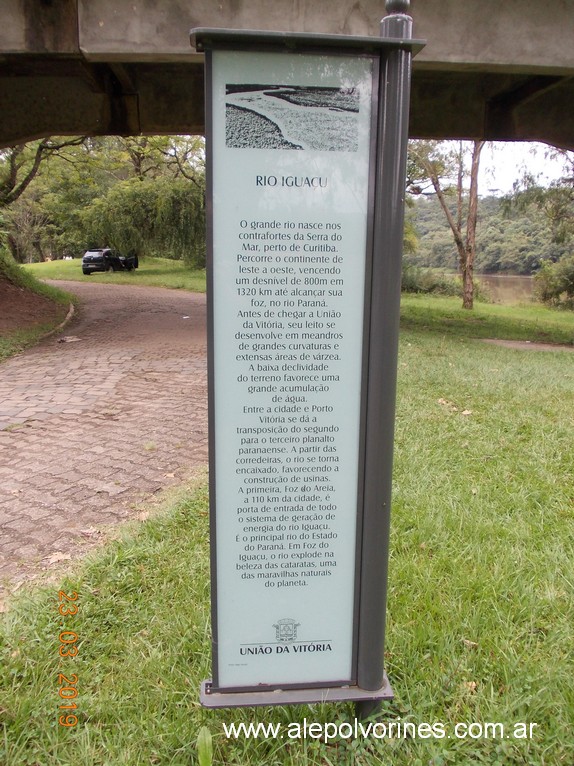 RIO IGUAÇU
O grande rio nasce nos
contrafortes da Serra do
Mar, perto de Curitiba.
Percorre o continente de
leste a oeste, vencendo
um desnível de 800m em
1320 km até alcançar sua
foz, no rio Paraná.
Antes de chegar a União
da Vitória, seu leito se
desenvolve em meandros
de grandes curvaturas e
extensas áreas de várzea.
A baixa declividade
do terreno favorece uma
grande acumulação
de água.
Entre a cidade e Porto
Vitória se dá a
transposição do segundo
para o terceiro planalto
paranaense. A partir das
corredeiras, o rio se torna
encaixado, favorecendo a
construção de usinas.
A primeira, Foz do Areia,
a 110 km da cidade, é
porta de entrada de todo
o sistema de geração de
energia do rio Iguaçu.
É o principal rio do Estado
do Paraná. Em Foz do
Iguaçu, o rio explode na
beleza das cataratas, uma
das maravilhas naturais
do planeta.
UNIÃO DA VITÓRIA
23 03 2019
www.alepolvorines.com.ar